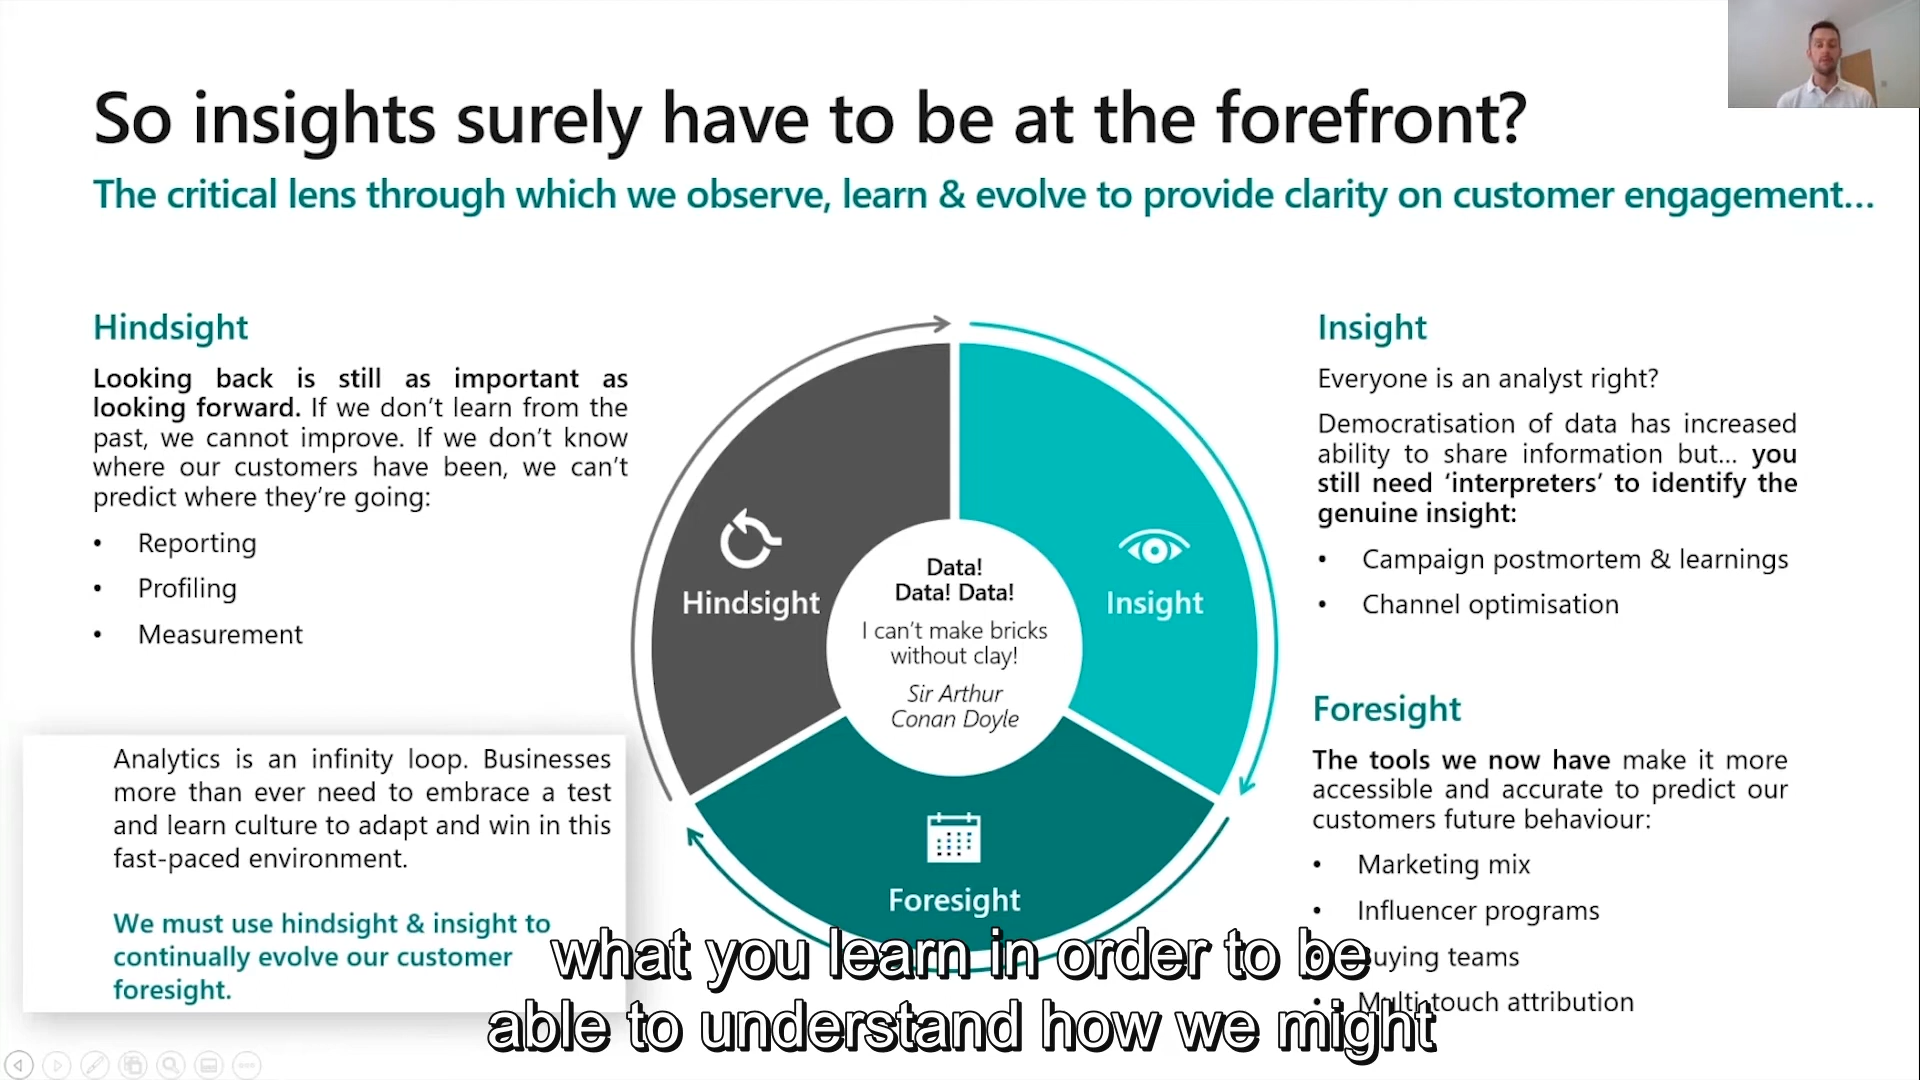 So insights surely have to be at the forefront?
The critical lens through which we observe, learn & evolve to provide clarity on customer engagement...
Hindsight
Looking back is still as important as
looking forward. If we don't learn from the
past, we cannot improve. If we don't know
where our customers have been, we can't
predict where they're going:
• Reporting
• Profiling
• Measurement
Analytics is an infinity loop. Businesses
more than ever need to embrace a test
and learn culture to adapt and win in this
fast-paced environment.
We must use hindsight & insight to
continually evolve our customer
foresight.
Hindsight
Insight
Foresight
Data!
Data! Data!
I can't make bricks
without clay!
Sir Arthur
Conan Doyle
Insight
Everyone is an analyst right?
Democratisation of data has increased
ability to share information but... you
still need 'interpreters' to identify the
genuine insight:
• Campaign postmortem & learnings
• Channel optimisation
Foresight
The tools we now have make it more
accessible and accurate to predict our
customers future behaviour:
• Marketing mix
• Influencer programs
• Buying teams
• Multi-touch attribution
what you learn in order to be
able to understand how we might